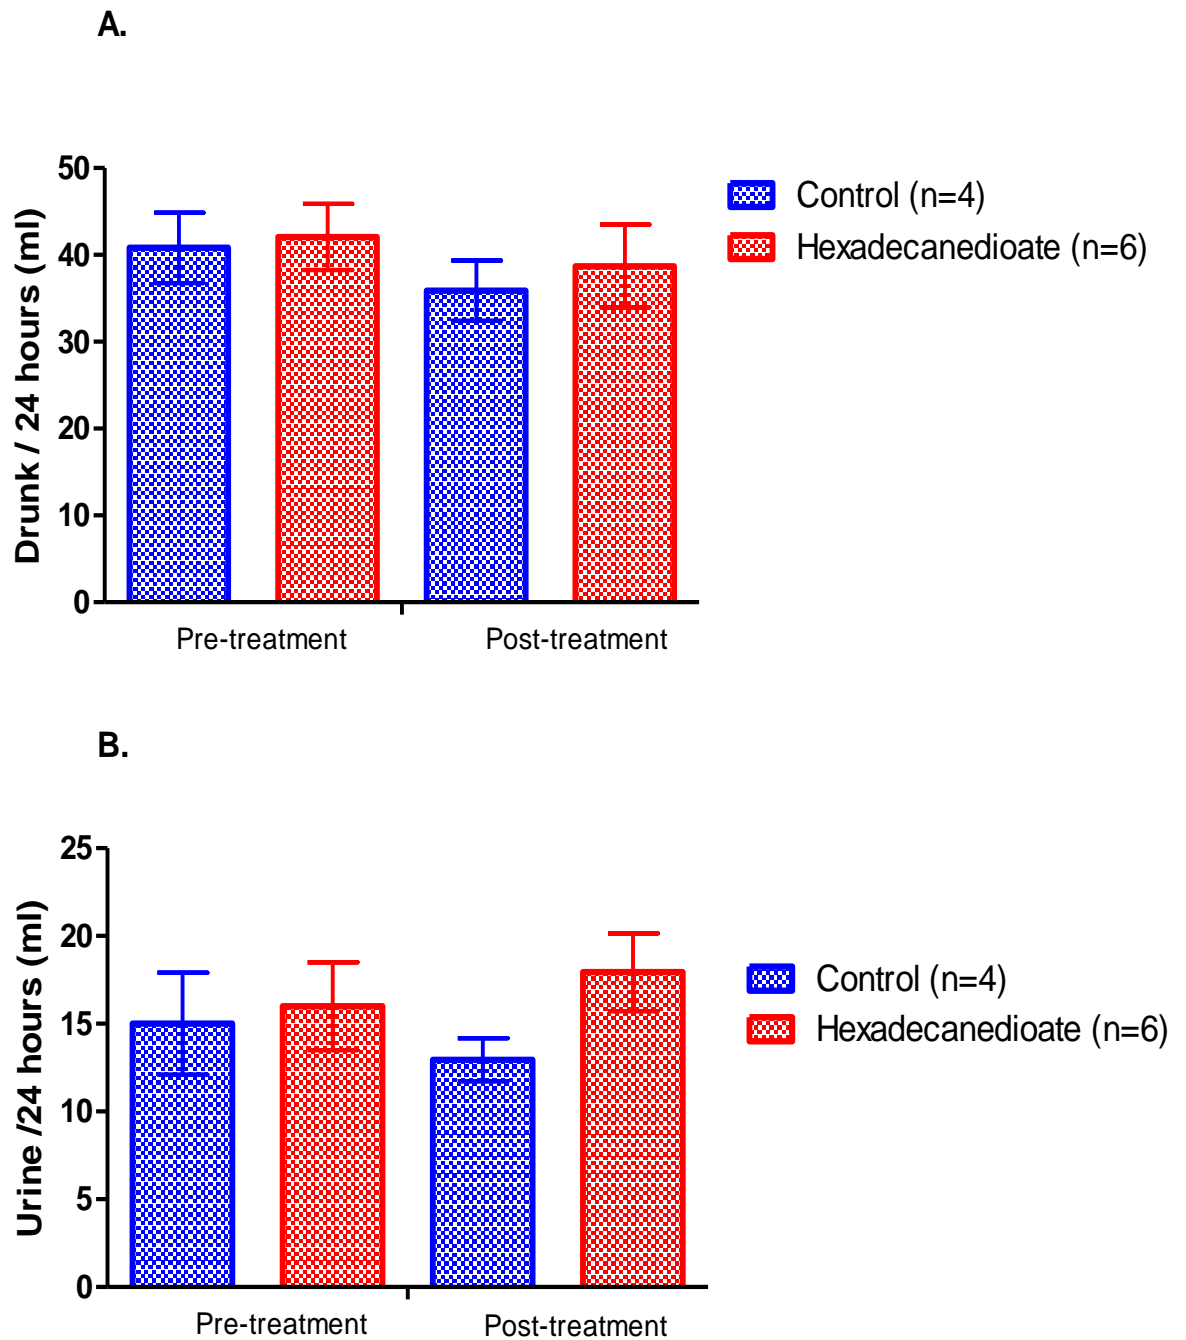 A.
50
40
30
20
10
0
Drunk / 24 hours (ml)
Control (n=4)
Hexadecanedioate (n=6)
Pre-treatment
Post-treatment
B.
25
20
15
10
5
0
Urine /24 hours (ml)
Control (n=4)
Hexadecanedioate (n=6)
Pre-treatment
Post-treatment